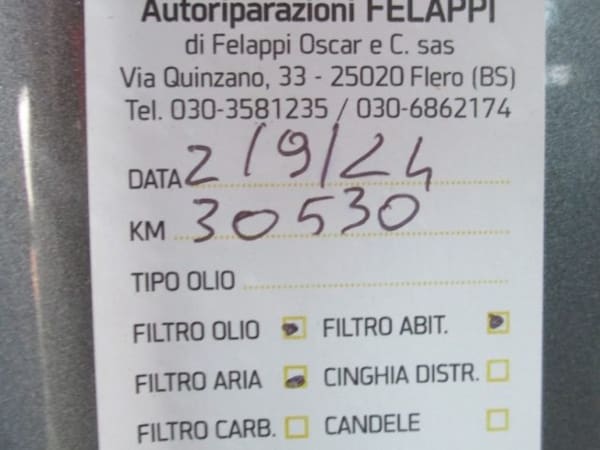 Autoriparazioni FELAPPI
di Felappi Oscar e C. sas
Via Quinzano, 33 - 25020 Flero (BS)
Tel. 030-3581235 / 030-6862174
DATA 2/9/24
KM 30530
TIPO OLIO
FILTRO OLIO FILTRO ABIT.
FILTRO ARIA CINGHIA DISTR.
FILTRO CARB. CANDELE